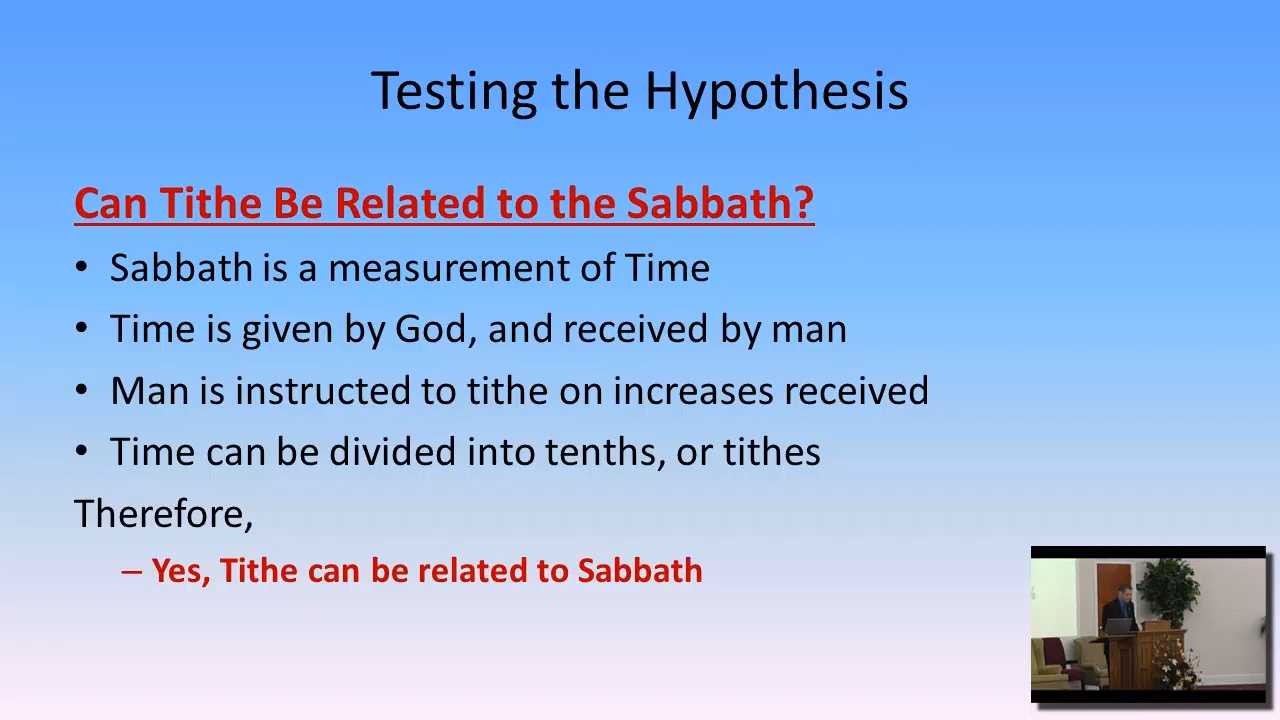 Testing the Hypothesis
Can Tithe Be Related to the Sabbath?
• Sabbath is a measurement of Time
• Time is given by God, and received by man
• Man is instructed to tithe on increases received
• Time can be divided into tenths, or tithes
Therefore,
– Yes, Tithe can be related to Sabbath